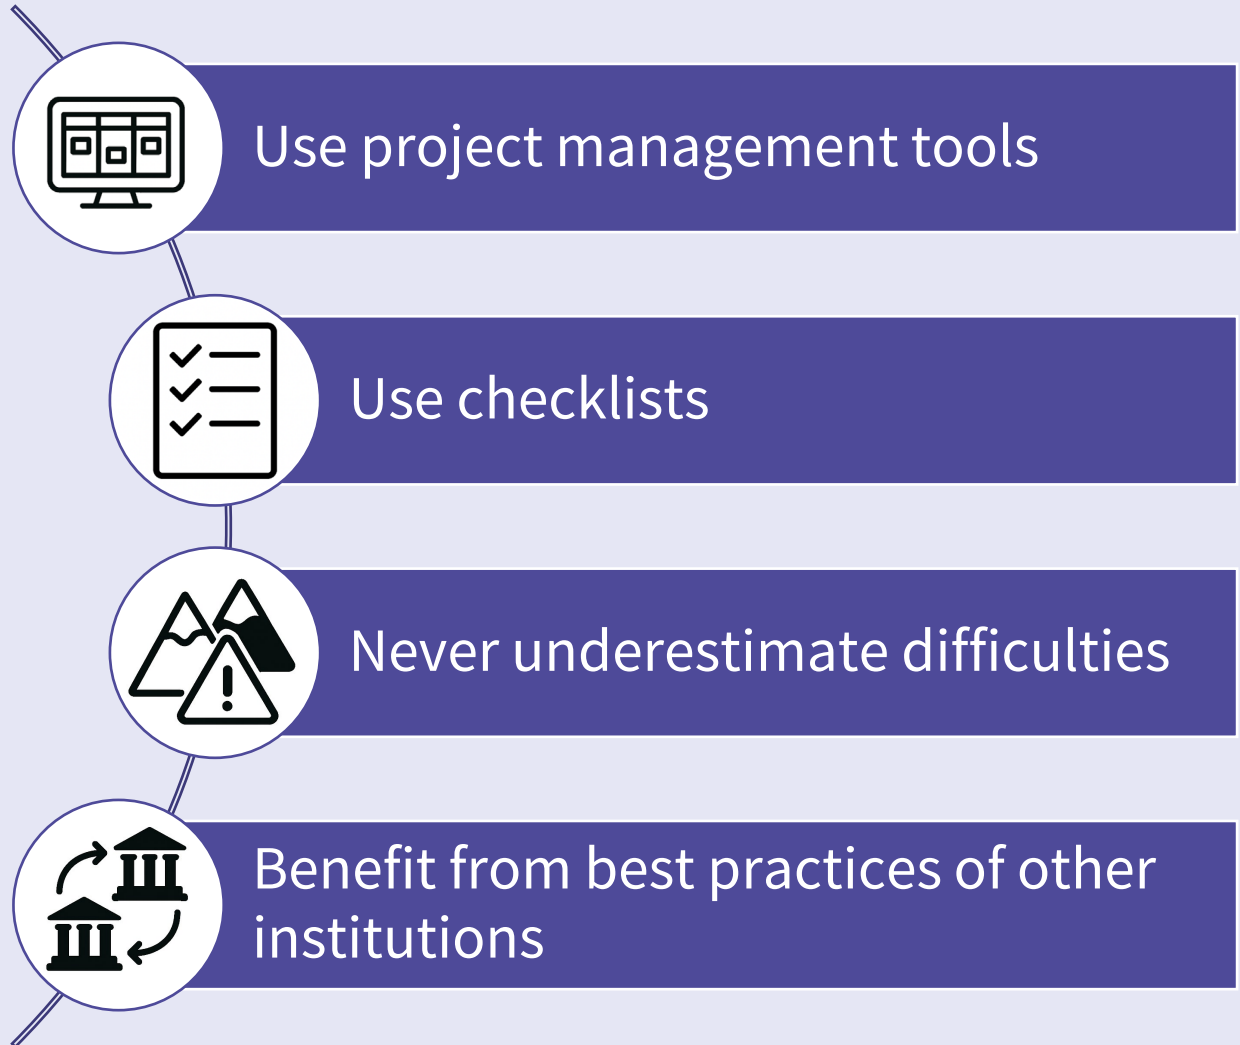 Use project management tools
Use checklists
Never underestimate difficulties
Benefit from best practices of other
institutions